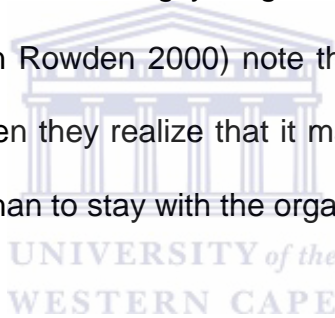 n Rowden 2000) note th
en they realize that it m
han to stay with the orga
UNIVERSITY of the
WESTERN CAPE